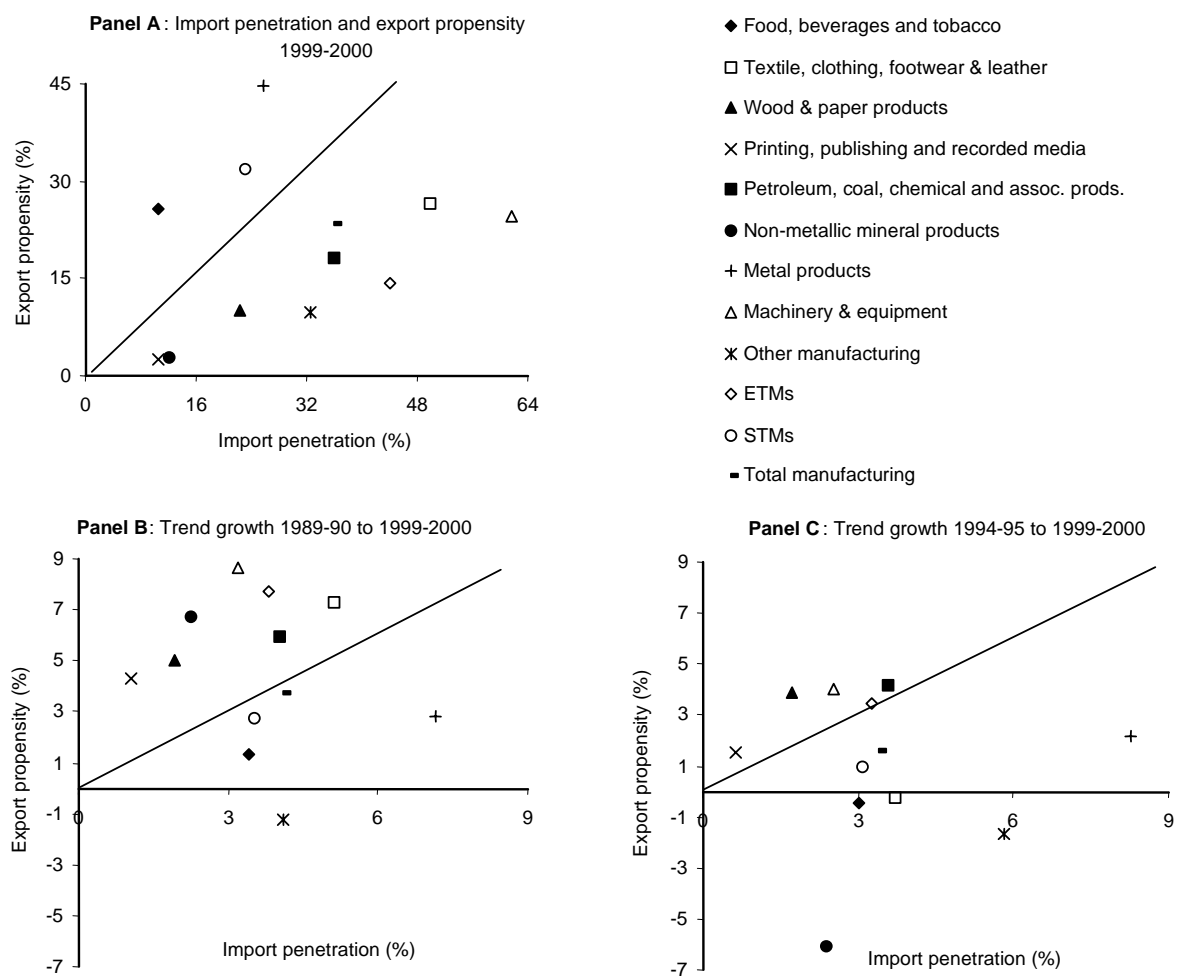 Panel A: Import penetration and export propensity
1999-2000
45
30
15
0
0 16 32 48 64
Export propensity (%)
Import penetration (%)
Food, beverages and tobacco
Textile, clothing, footwear & leather
Wood & paper products
Printing, publishing and recorded media
Petroleum, coal, chemical and assoc. prods.
Non-metallic mineral products
Metal products
Machinery & equipment
Other manufacturing
ETMs
STMs
Total manufacturing
Panel B: Trend growth 1989-90 to 1999-2000
9
7
5
3
1
-1
-3
-5
-7
0 3 6 9
Export propensity (%)
Import penetration (%)
Panel C: Trend growth 1994-95 to 1999-2000
9
7
5
3
1
-1
-3
-5
-7
0 3 6 9
Export propensity (%)
Import penetration (%)